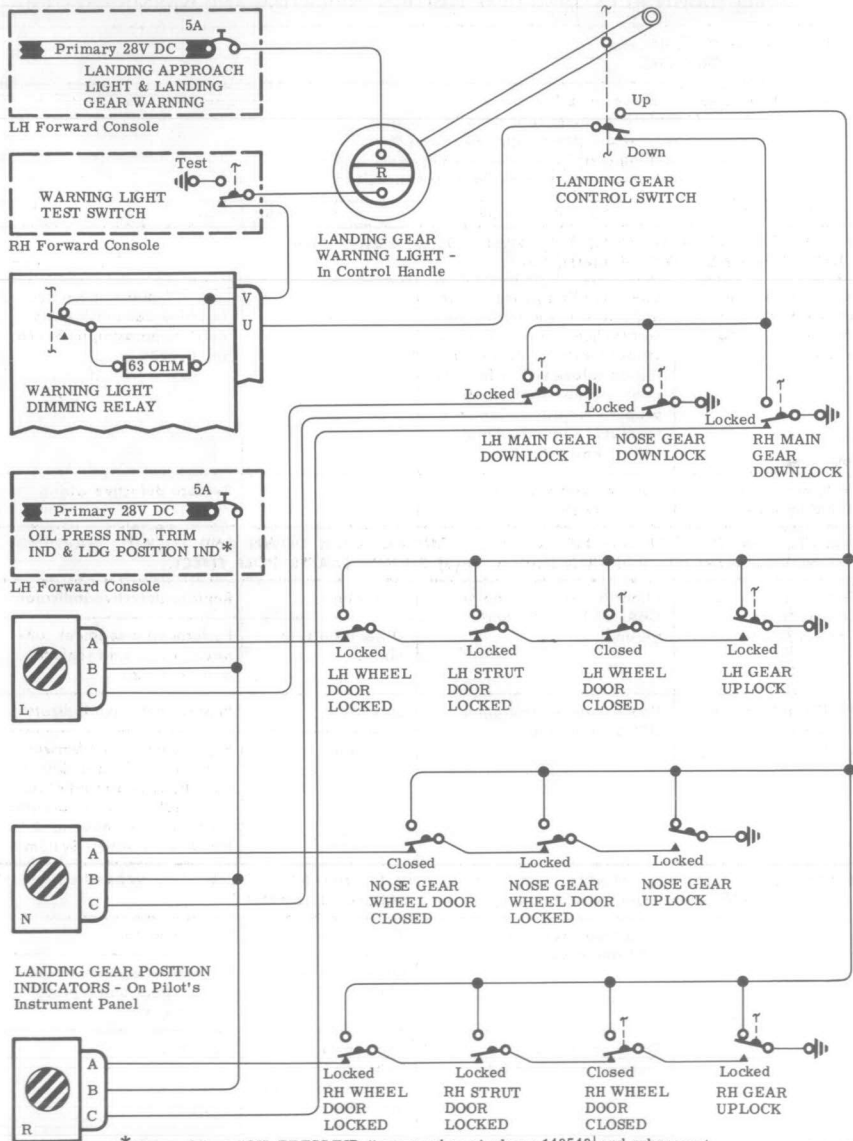 5A
Primary 28V DC
LANDING APPROACH
LIGHT & LANDING
GEAR WARNING
LH Forward Console
Test
WARNING LIGHT
TEST SWITCH
RH Forward Console
R
LANDING GEAR
WARNING LIGHT -
In Control Handle
Up
Down
LANDING GEAR
CONTROL SWITCH
V
U
63 OHM
WARNING LIGHT
DIMMING RELAY
Locked
LH MAIN GEAR
DOWNLOCK
Locked
NOSE GEAR
DOWNLOCK
Locked
RH MAIN
GEAR
DOWNLOCK
5A
Primary 28V DC
OIL PRESS IND, TRIM
IND & LDG POSITION IND*
LH Forward Console
A
B
C
L
Locked
LH WHEEL
DOOR
LOCKED
Locked
LH STRUT
DOOR
LOCKED
Closed
LH WHEEL
DOOR
CLOSED
Locked
LH GEAR
UPLOCK
A
B
C
N
Closed
NOSE GEAR
WHEEL DOOR
CLOSED
Locked
NOSE GEAR
WHEEL DOOR
LOCKED
Locked
NOSE GEAR
UPLOCK
LANDING GEAR POSITION
INDICATORS - On Pilot's
Instrument Panel
A
B
C
R
Locked
RH WHEEL
DOOR
LOCKED
Locked
RH STRUT
DOOR
LOCKED
Closed
RH WHEEL
DOOR
CLOSED
Locked
RH GEAR
UPLOCK
*